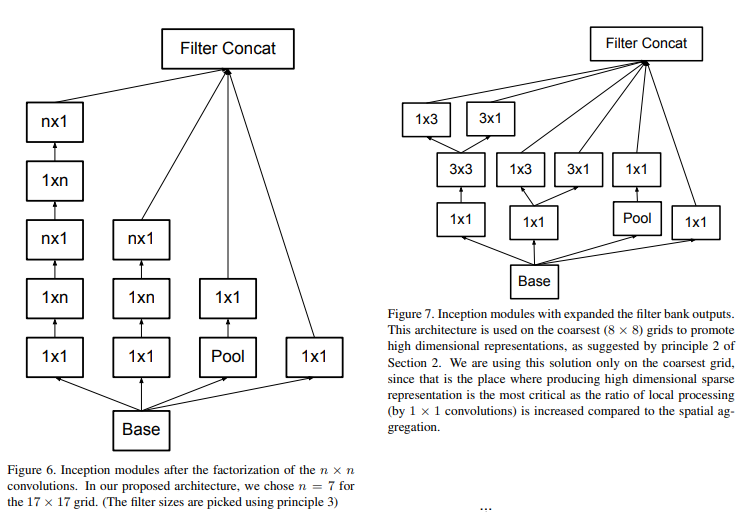 Filter Concat
nx1
1xn
nx1
nx1
1xn
1xn
1x1
1x1
1x1
Pool
1x1
Base
Figure 6. Inception modules after the factorization of the n × n
convolutions. In our proposed architecture, we chose n = 7 for
the 17 × 17 grid. (The filter sizes are picked using principle 3)
Filter Concat
1x3
3x1
3x3
1x3
3x1
1x1
1x1
1x1
Pool
1x1
Base
Figure 7. Inception modules with expanded the filter bank outputs.
This architecture is used on the coarsest (8 × 8) grids to promote
high dimensional representations, as suggested by principle 2 of
Section 2. We are using this solution only on the coarsest grid,
since that is the place where producing high dimensional sparse
representation is the most critical as the ratio of local processing
(by 1 × 1 convolutions) is increased compared to the spatial ag-
gregation.
...